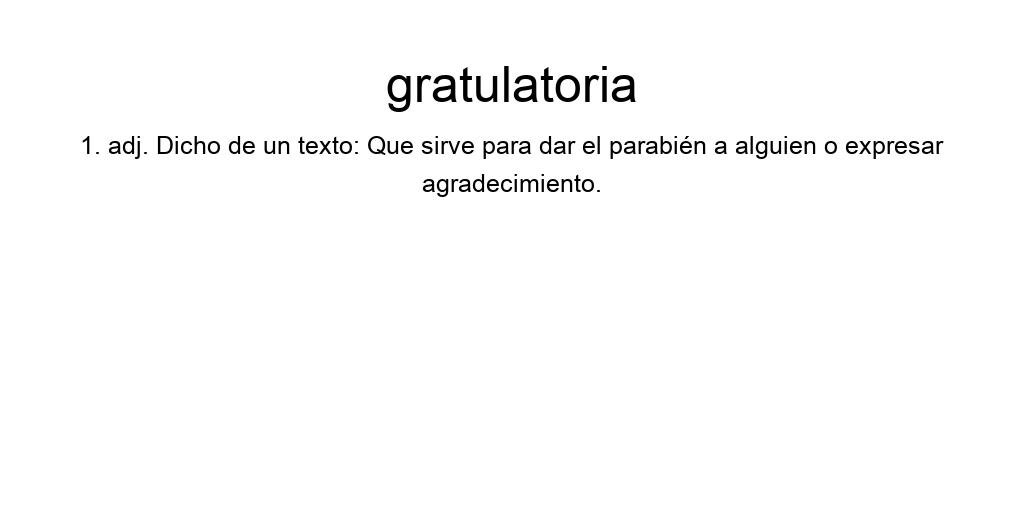 gratulatoria
1. adj. Dicho de un texto: Que sirve para dar el parabién a alguien o expresar
agradecimiento.